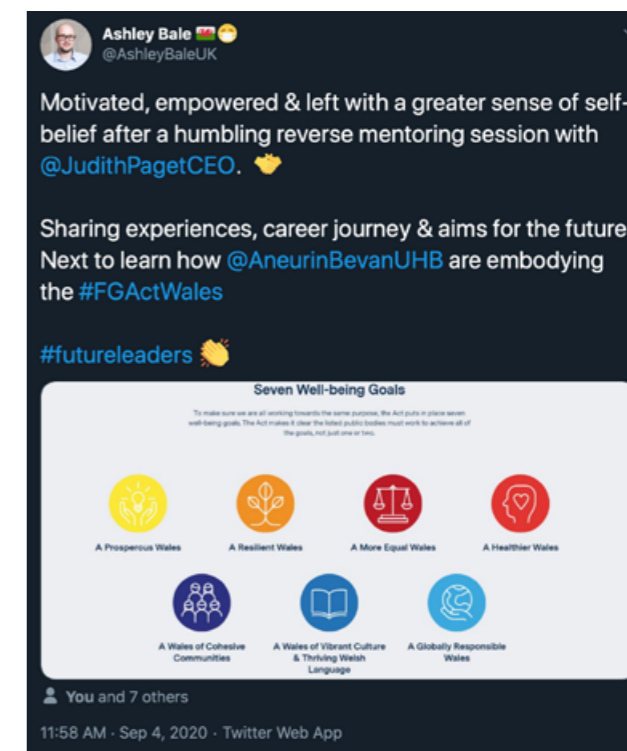 Ashley Bale 🏴󠁧󠁢󠁷󠁬󠁳󠁿😷
@AshleyBaleUK
Motivated, empowered & left with a greater sense of self-
belief after a humbling reverse mentoring session with
@JudithPagetCEO. 🤝
Sharing experiences, career journey & aims for the future
Next to learn how @AneurinBevanUHB are embodying
the #FGActWales
#futureleaders 👏
Seven Well-being Goals
To make sure we are all working towards the same purpose, the Act puts in place seven
well-being goals. The Act makes it clear the listed public bodies must work to achieve all of
the goals, not just one or two.
A Prosperous Wales
A Resilient Wales
A More Equal Wales
A Healthier Wales
A Wales of Cohesive
Communities
A Wales of Vibrant Culture
& Thriving Welsh
Language
A Globally Responsible
Wales
You and 7 others
11:58 AM · Sep 4, 2020 · Twitter Web App